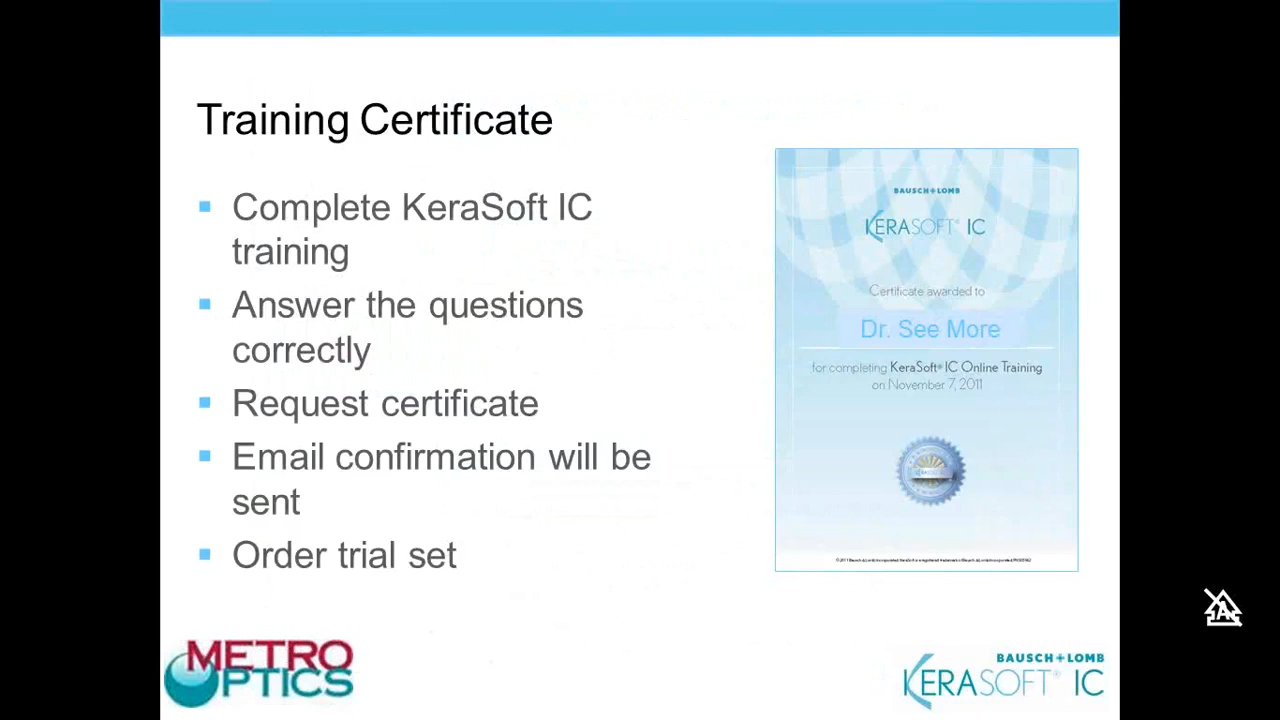 Training Certificate
Complete KeraSoft IC
training
Answer the questions
correctly
Request certificate
Email confirmation will be
sent
Order trial set
BAUSCH+LOMB
KERASOFT® IC
Certificate awarded to
Dr. See More
for completing KeraSoft® IC Online Training
on November 7, 2011
METRO
OPTICS
BAUSCH+LOMB
KERASOFT® IC